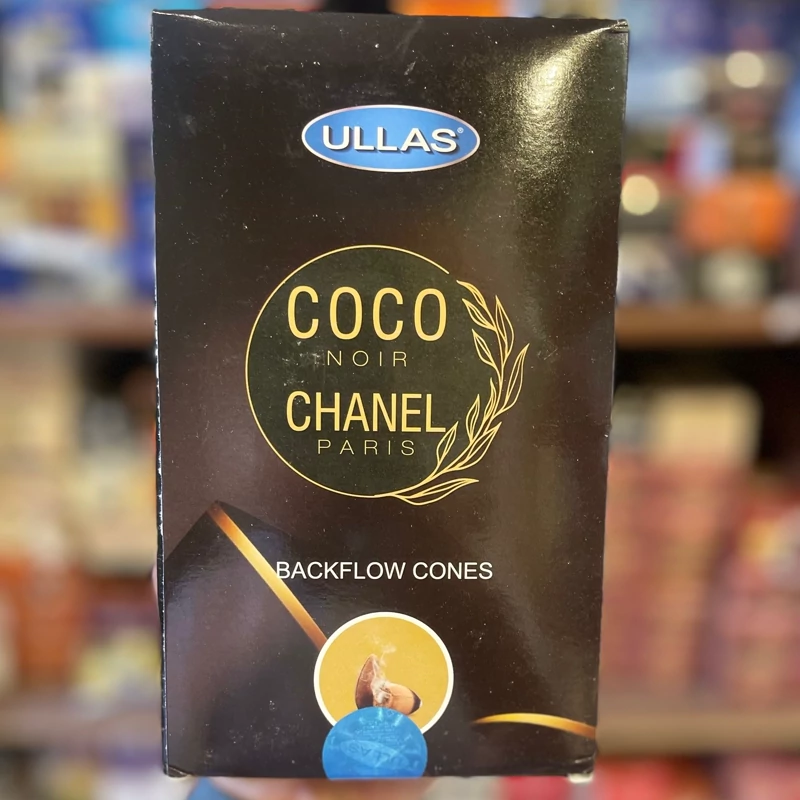 ULLAS®
COCO
NOIR
CHANEL
PARIS
BACKFLOW CONES